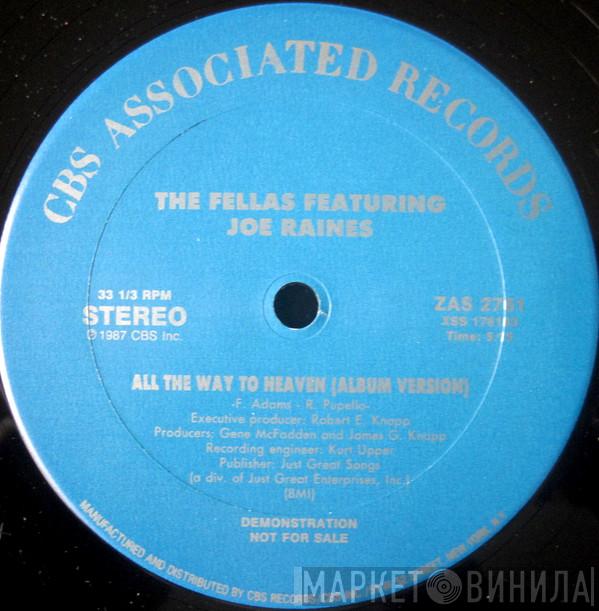 CBS ASSOCIATED RECORDS
THE FELLAS FEATURING
JOE RAINES
33 1/3 RPM
STEREO
℗ 1987 CBS Inc.
ZAS
XSS
Time:
ALL THE WAY TO HEAVEN (ALBUM VERSION)
-F. Adams - R. Pupello-
Executive producer: Robert E. Knapp
Producers: Gene McFadden and James G. Knapp
Recording engineer: Kurt Upper
Publisher: Just Great Songs
(a div. of Just Great Enterprises, Inc.)
(BMI)
DEMONSTRATION
NOT FOR SALE
MANUFACTURED AND DISTRIBUTED BY CBS RECORDS NEW YORK N.Y.
МАРКЕТ ВИНИЛА